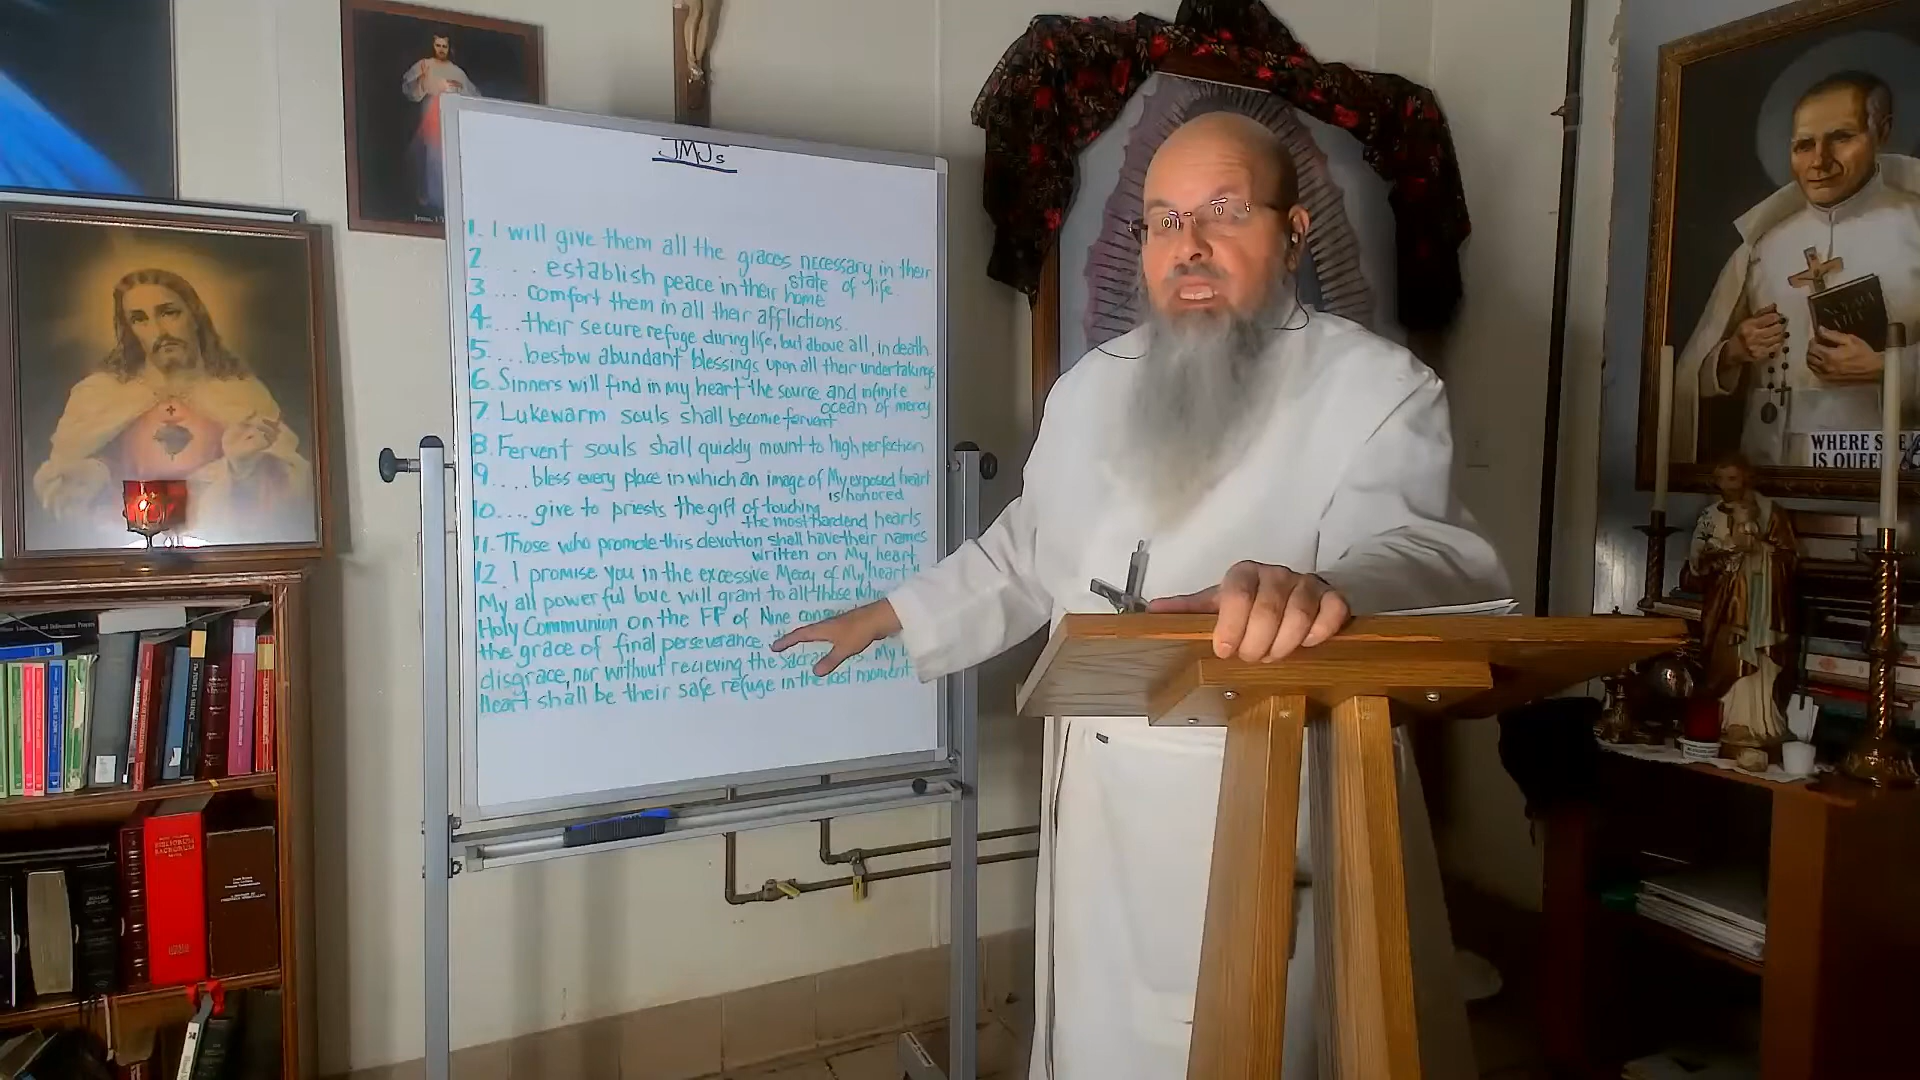 JMJs
1. I will give them all the graces necessary in their
state of life
2 .... establish peace in their home
3 ... comfort them in all their afflictions.
4. ... their secure refuge during life, but above all, in death
5. ... bestow abundant blessings upon all their undertakings
6. Sinners will find in my heart the source and infinite
ocean of mercy
7. Lukewarm souls shall become fervent
8. Fervent souls shall quickly mount to high perfection
9 .... bless every place in which an image of My exposed heart
is honored
10 .... give to priests the gift of touching
the most hardend hearts
11. Those who promote this devotion shall have their names
written on My heart
12. I promise you in the excessive Mercy of My heart
My all powerful love will grant to all those who
Holy Communion on the FF of Nine
the grace of final perseverance
disgrace, nor without recieving the My
heart shall be their safe refuge in the last moment
Jesus, I
WHERE
IS QUEEN
BIBLIORUM
SACRORUM